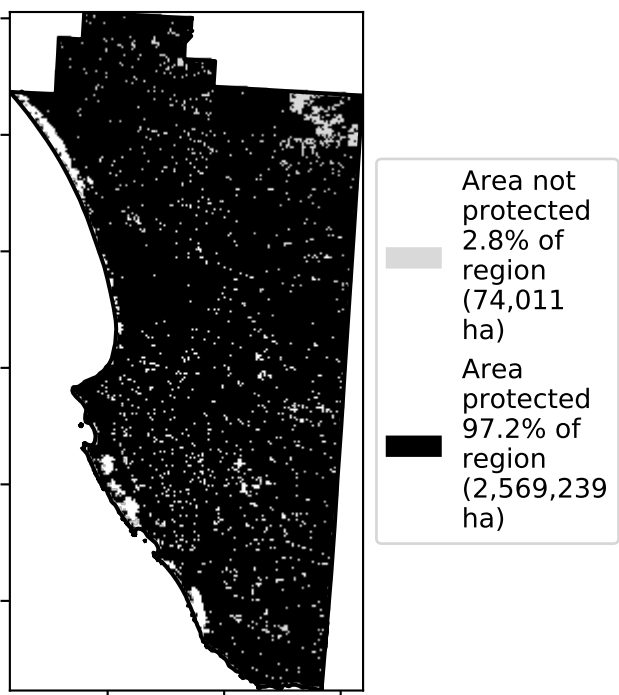 Area not
protected
2.8% of
region
(74,011
ha)
Area
protected
97.2% of
region
(2,569,239
ha)